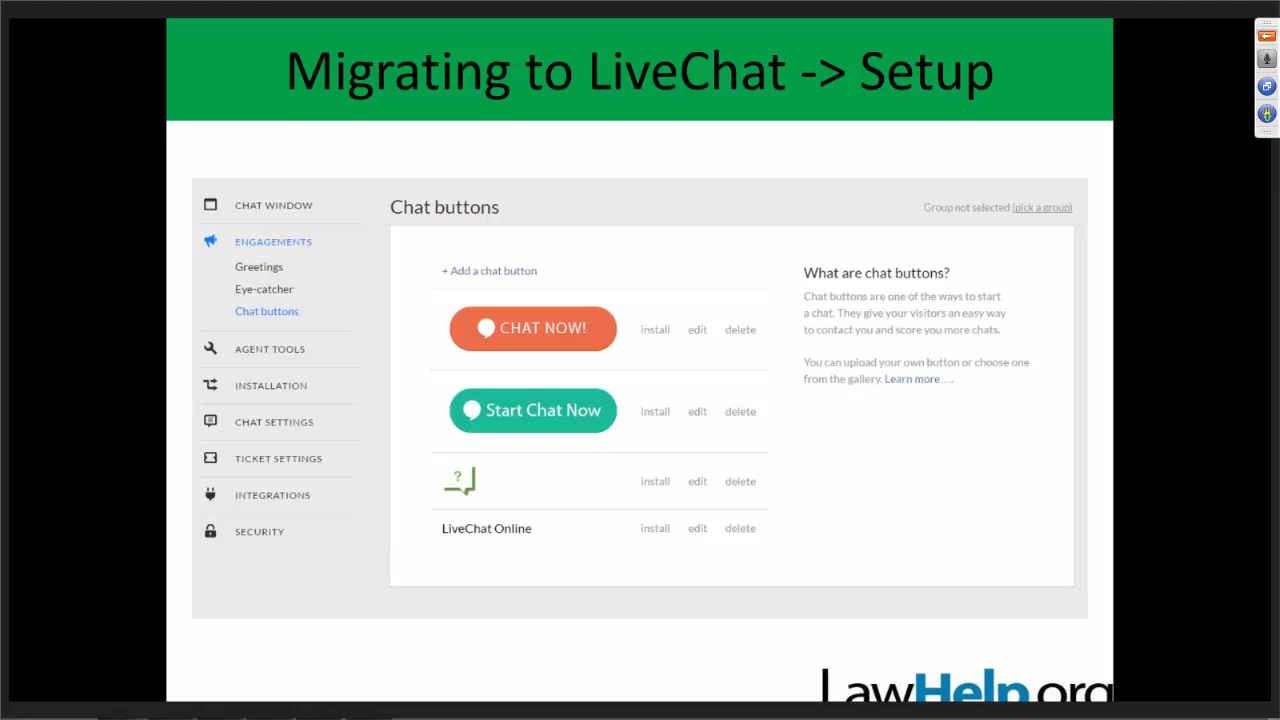 Migrating to LiveChat -> Setup
CHAT WINDOW
ENGAGEMENTS
Greetings
Eye-catcher
Chat buttons
AGENT TOOLS
INSTALLATION
CHAT SETTINGS
TICKET SETTINGS
INTEGRATIONS
SECURITY
Chat buttons
Group not selected (pick a group)
+ Add a chat button
CHAT NOW! install edit delete
Start Chat Now install edit delete
? install edit delete
LiveChat Online install edit delete
What are chat buttons?
Chat buttons are one of the ways to start
a chat. They give your visitors an easy way
to contact you and score you more chats.
You can upload your own button or choose one
from the gallery. Learn more....
LawHelp.org